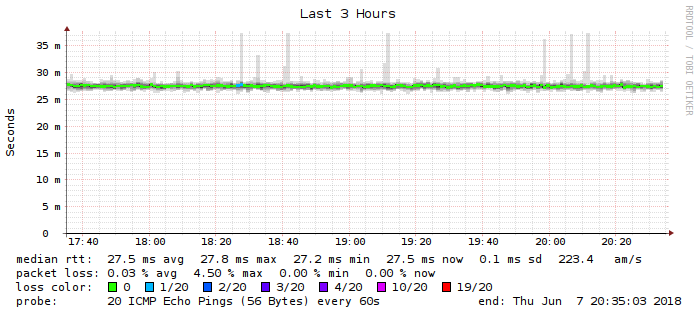 Last 3 Hours
RRDTOOL / TOBI OETIKER
Seconds
35 m
30 m
25 m
20 m
15 m
10 m
5 m
0
17:40 18:00 18:20 18:40 19:00 19:20 19:40 20:00 20:20
median rtt: 27.5 ms avg 27.8 ms max 27.2 ms min 27.5 ms now 0.1 ms sd 223.4 am/s
packet loss: 0.03 % avg 4.50 % max 0.00 % min 0.00 % now
loss color: 0 1/20 2/20 3/20 4/20 10/20 19/20
probe: 20 ICMP Echo Pings (56 Bytes) every 60s end: Thu Jun 7 20:35:03 2018